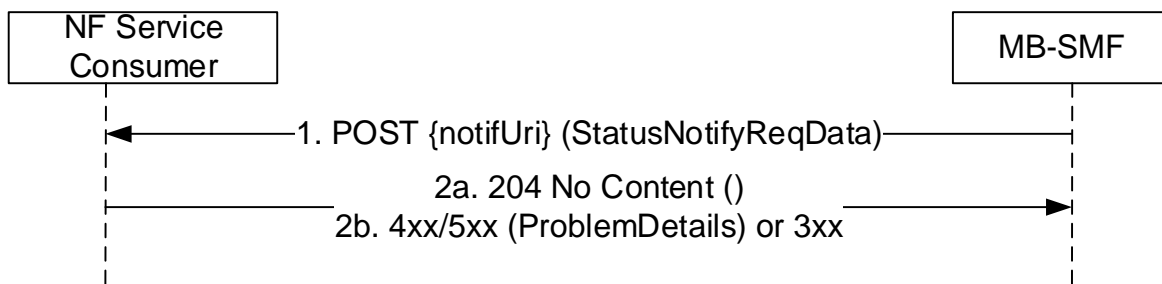 NF Service
Consumer
MB-SMF
1. POST {notifUri} (StatusNotifyReqData)
2a. 204 No Content ()
2b. 4xx/5xx (ProblemDetails) or 3xx